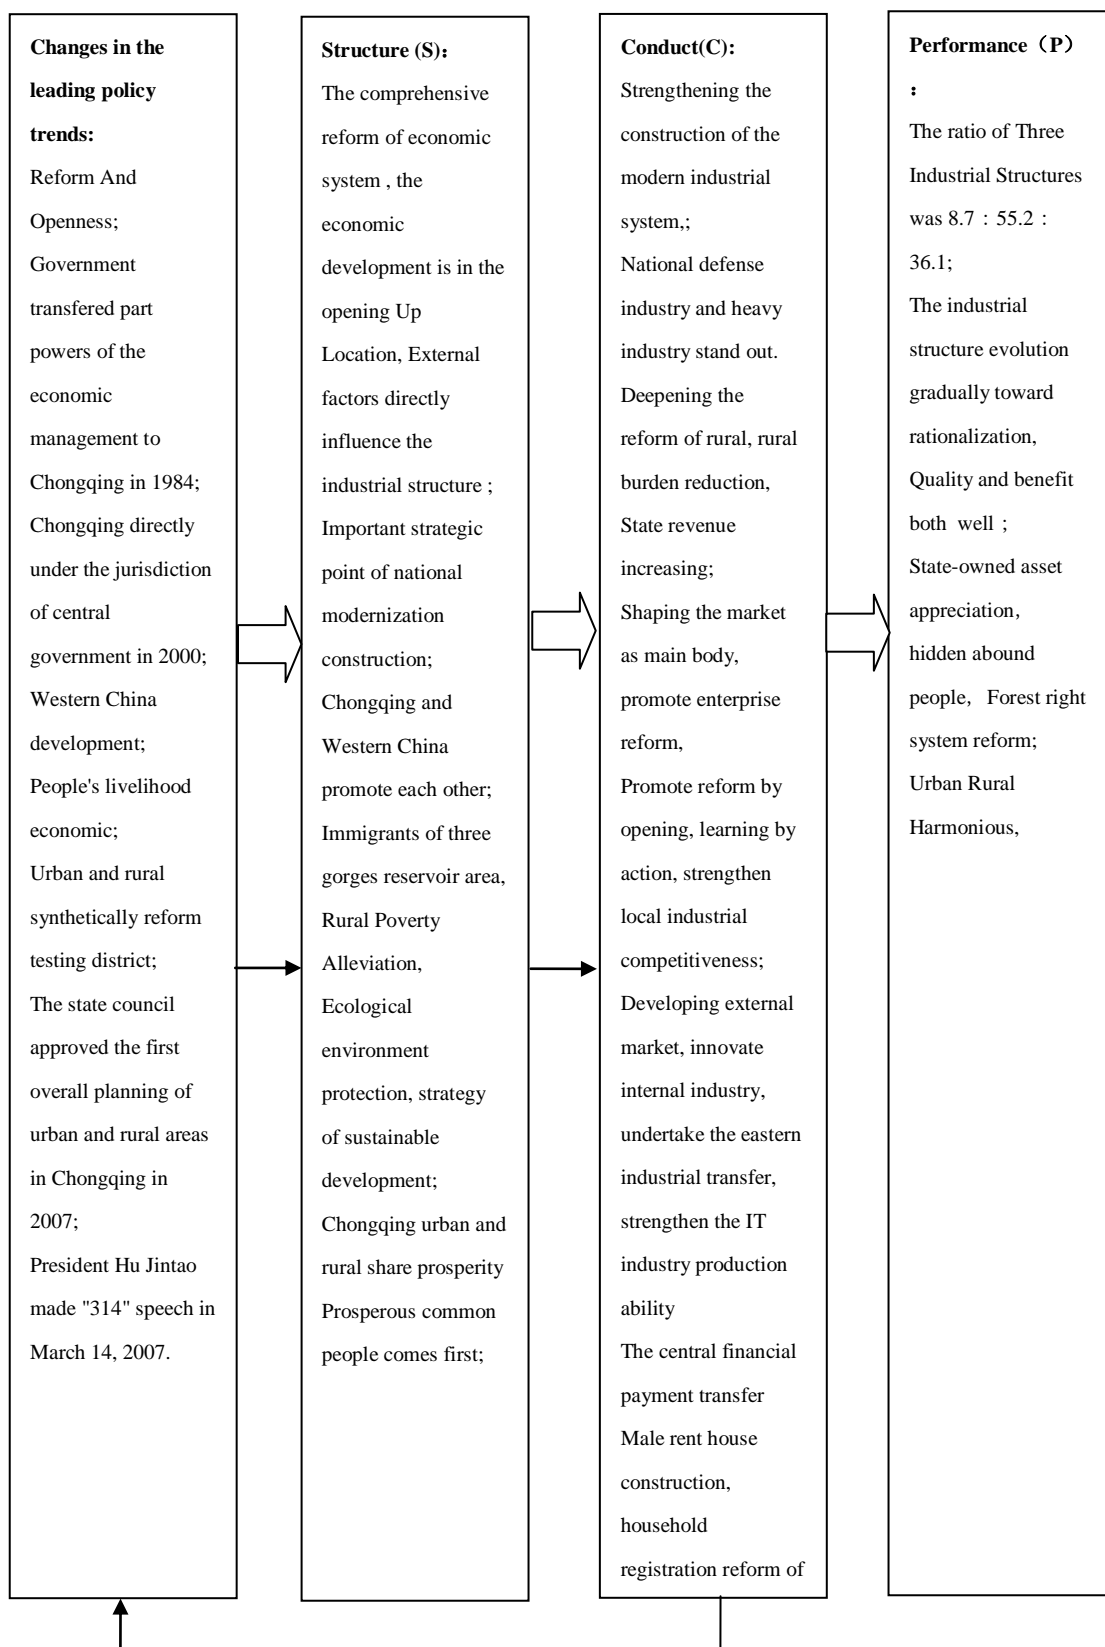 Changes in the
leading policy
trends:
Reform And
Openness;
Government
transfered part
powers of the
economic
management to
Chongqing in 1984;
Chongqing directly
under the jurisdiction
of central
government in 2000;
Western China
development;
People's livelihood
economic;
Urban and rural
synthetically reform
testing district;
The state council
approved the first
overall planning of
urban and rural areas
in Chongqing in
2007;
President Hu Jintao
made "314" speech in
March 14, 2007.
Structure (S)：
The comprehensive
reform of economic
system , the
economic
development is in the
opening Up
Location, External
factors directly
influence the
industrial structure ;
Important strategic
point of national
modernization
construction;
Chongqing and
Western China
promote each other;
Immigrants of three
gorges reservoir area,
Rural Poverty
Alleviation,
Ecological
environment
protection, strategy
of sustainable
development;
Chongqing urban and
rural share prosperity
Prosperous common
people comes first;
Conduct(C):
Strengthening the
construction of the
modern industrial
system,;
National defense
industry and heavy
industry stand out.
Deepening the
reform of rural, rural
burden reduction,
State revenue
increasing;
Shaping the market
as main body,
promote enterprise
reform,
Promote reform by
opening, learning by
action, strengthen
local industrial
competitiveness;
Developing external
market, innovate
internal industry,
undertake the eastern
industrial transfer,
strengthen the IT
industry production
ability
The central financial
payment transfer
Male rent house
construction,
household
registration reform of
Performance（P）
：
The ratio of Three
Industrial Structures
was 8.7：55.2：
36.1;
The industrial
structure evolution
gradually toward
rationalization,
Quality and benefit
both well ;
State-owned asset
appreciation,
hidden abound
people, Forest right
system reform;
Urban Rural
Harmonious,